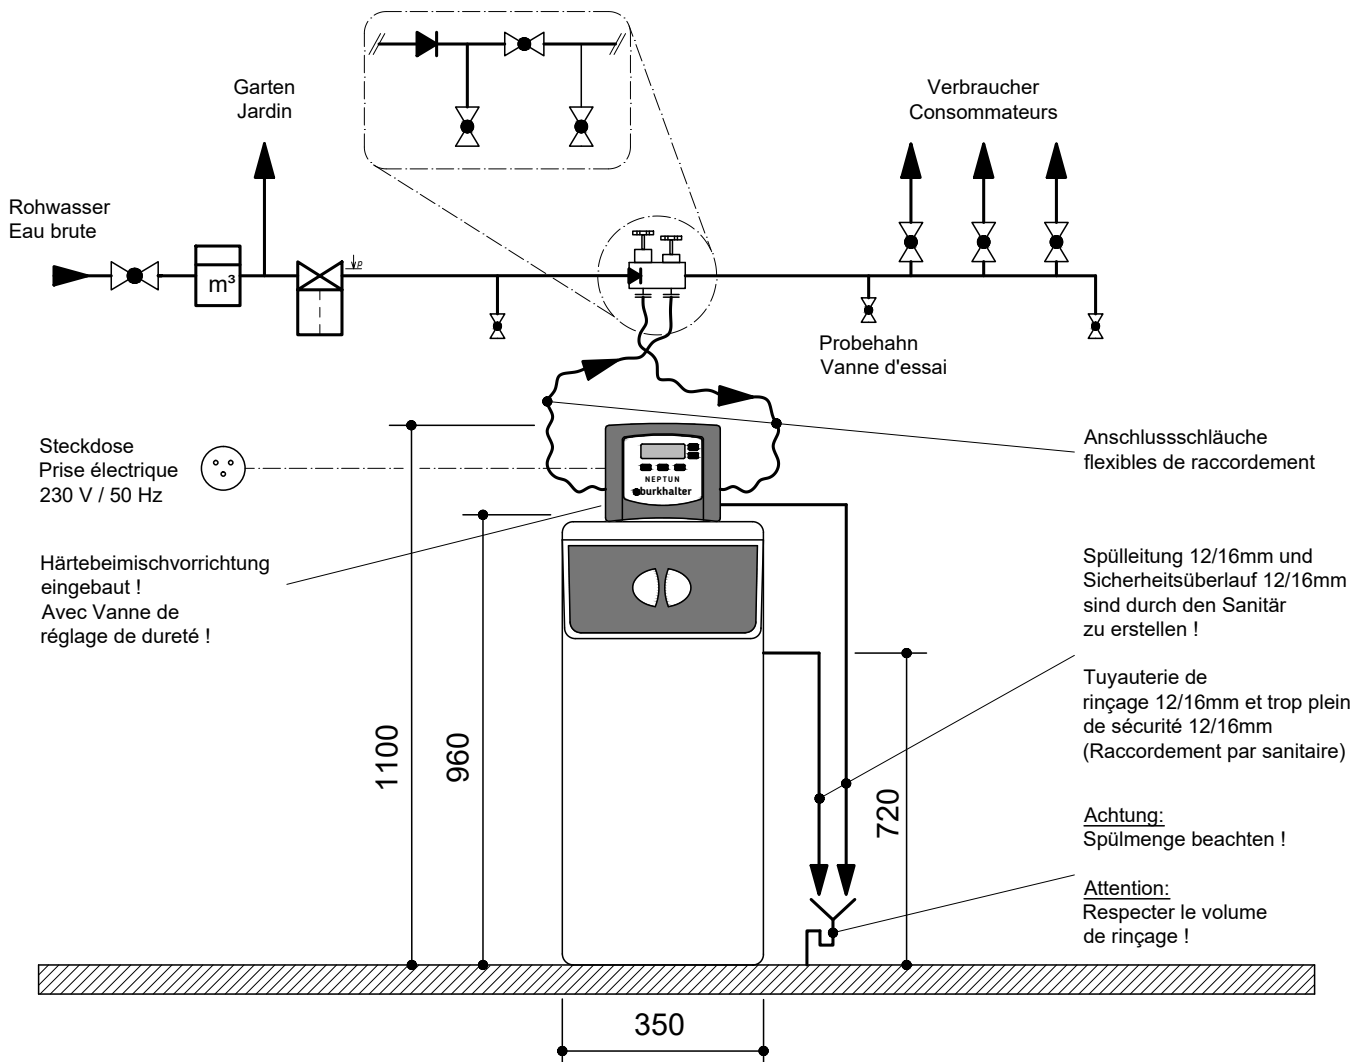 Garten
Jardin
Verbraucher
Consommateurs
Rohwasser
Eau brute
m³
p
Probehahn
Vanne d'essai
Steckdose
Prise électrique
230 V / 50 Hz
Anschlussschläuche
flexibles de raccordement
NEPTUN
burkhalter
Härtebeimischvorrichtung
eingebaut !
Avec Vanne de
réglage de dureté !
Spülleitung 12/16mm und
Sicherheitsüberlauf 12/16mm
sind durch den Sanitär
zu erstellen !
Tuyauterie de
rinçage 12/16mm et trop plein
de sécurité 12/16mm
(Raccordement par sanitaire)
1100
960
720
Achtung:
Spülmenge beachten !
Attention:
Respecter le volume
de rinçage !
350